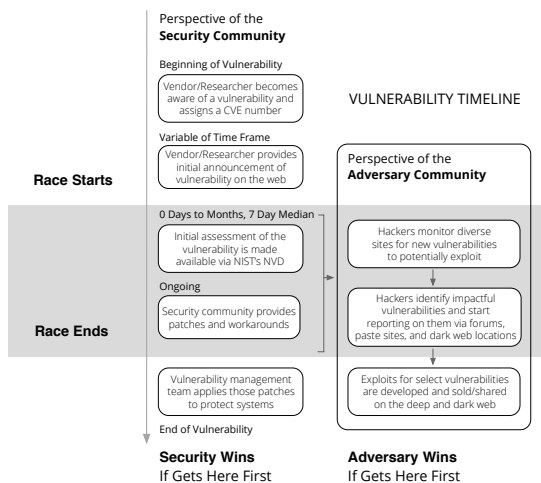 Perspective of the
Security Community
Beginning of Vulnerability
Vendor/Researcher becomes
aware of a vulnerability and
assigns a CVE number
VULNERABILITY TIMELINE
Variable of Time Frame
Vendor/Researcher provides
initial announcement of
vulnerability on the web
Race Starts
Perspective of the
Adversary Community
0 Days to Months, 7 Day Median
Initial assessment of the
vulnerability is made
available via NIST's NVD
Hackers monitor diverse
sites for new vulnerabilities
to potentially exploit
Ongoing
Security community provides
patches and workarounds
Hackers identify impactful
vulnerabilities and start
reporting on them via forums,
paste sites, and dark web locations
Race Ends
Vulnerability management
team applies those patches
to protect systems
Exploits for select vulnerabilities
are developed and sold/shared
on the deep and dark web
End of Vulnerability
Security Wins
If Gets Here First
Adversary Wins
If Gets Here First